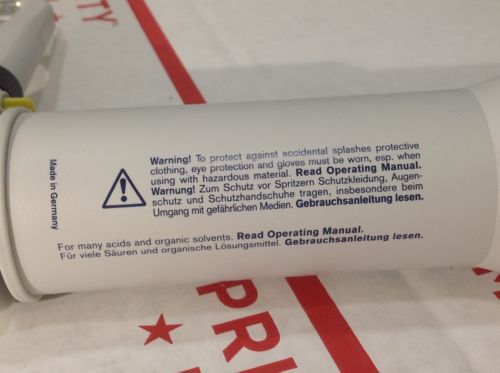 Made in Germany
Warning! To protect against accidental splashes protective
clothing, eye protection and gloves must be worn, esp. when
using with hazardous material. Read Operating Manual.
Warnung! Zum Schutz vor Spritzern Schutzkleidung, Augen-
schutz und Schutzhandschuhe tragen, insbesondere beim
Umgang mit gefährlichen Medien. Gebrauchsanleitung lesen.
For many acids and organic solvents. Read Operating Manual.
Für viele Säuren und organische Lösungsmittel. Gebrauchsanleitung lesen.
PRI